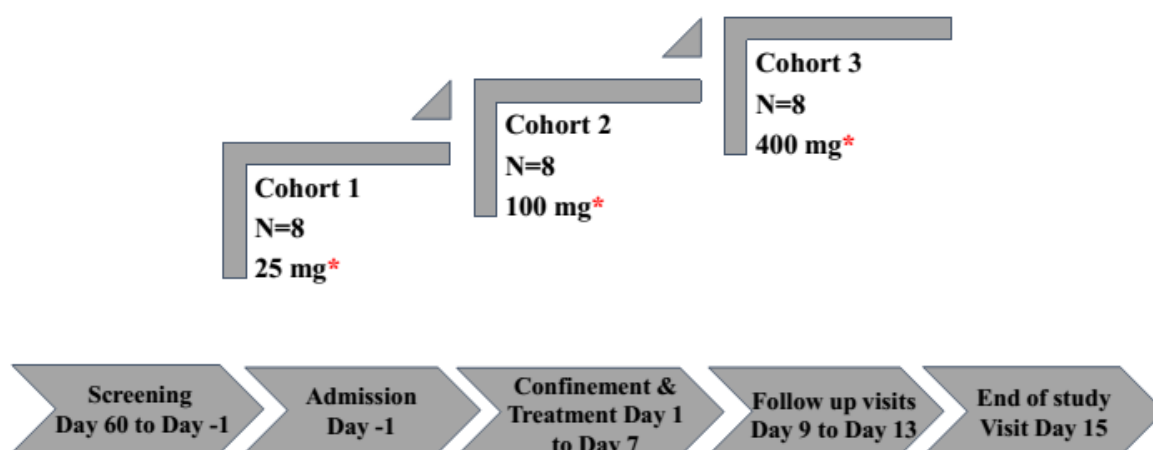 Cohort 1
N=8
25 mg*
Cohort 2
N=8
100 mg*
Cohort 3
N=8
400 mg*
Screening
Day 60 to Day -1
Admission
Day -1
Confinement &
Treatment Day 1
to Day 7
Follow up visits
Day 9 to Day 13
End of study
Visit Day 15